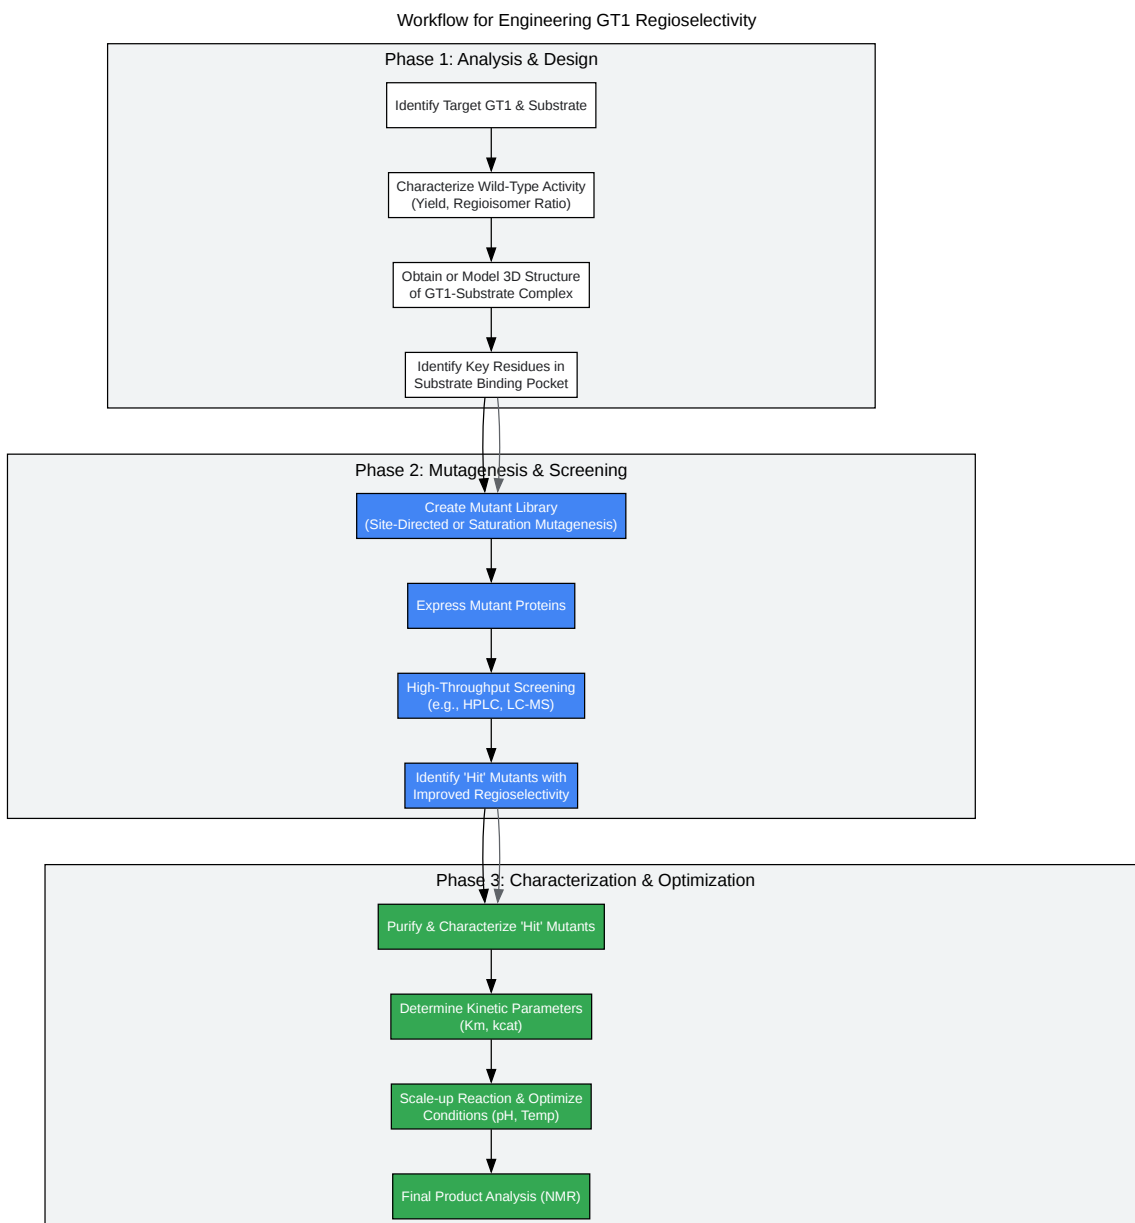 Workflow for Engineering GT1 Regioselectivity
Phase 1: Analysis & Design
Identify Target GT1 & Substrate
Characterize Wild-Type Activity
(Yield, Regioisomer Ratio)
Obtain or Model 3D Structure
of GT1-Substrate Complex
Identify Key Residues in
Substrate Binding Pocket
Phase 2: Mutagenesis & Screening
Create Mutant Library
(Site-Directed or Saturation Mutagenesis)
Express Mutant Proteins
High-Throughput Screening
(e.g., HPLC, LC-MS)
Identify 'Hit' Mutants with
Improved Regioselectivity
Phase 3: Characterization & Optimization
Purify & Characterize 'Hit' Mutants
Determine Kinetic Parameters
(Km, kcat)
Scale-up Reaction & Optimize
Conditions (pH, Temp)
Final Product Analysis (NMR)